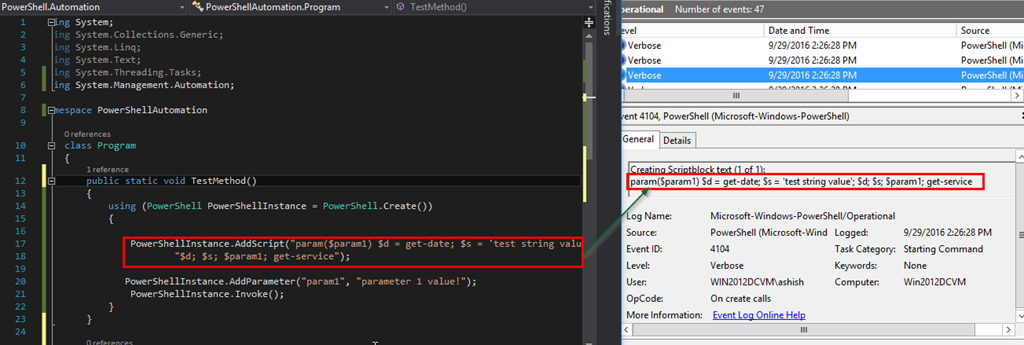 PowerShell.Automation
PowerShellAutomation.Program
TestMethod()
1 ing System;
2 ing System.Collections.Generic;
3 ing System.Linq;
4 ing System.Text;
5 ing System.Threading.Tasks;
6 ing System.Management.Automation;
7
8 mespace PowerShellAutomation
9 {
0 references
10 class Program
11 {
1 reference
12 public static void TestMethod()
13 {
14 using (PowerShell PowerShellInstance = PowerShell.Create())
15 {
16
17 PowerShellInstance.AddScript("param($param1) $d = get-date; $s = 'test string valu
18 "$d; $s; $param1; get-service");
19
20 PowerShellInstance.AddParameter("param1", "parameter 1 value!");
21 PowerShellInstance.Invoke();
22 }
23 }
24
0 references
ifications
perational Number of events: 47
evel Date and Time Source
Verbose 9/29/2016 2:26:28 PM PowerShell (Mi
Verbose 9/29/2016 2:26:28 PM PowerShell (Mi
Verbose 9/29/2016 2:26:28 PM PowerShell (Mi
vent 4104, PowerShell (Microsoft-Windows-PowerShell)
General Details
Creating Scriptblock text (1 of 1):
param($param1) $d = get-date; $s = 'test string value'; $d; $s; $param1; get-service
Log Name: Microsoft-Windows-PowerShell/Operational
Source: PowerShell (Microsoft-Wind Logged: 9/29/2016 2:26:28 PM
Event ID: 4104 Task Category: Starting Command
Level: Verbose Keywords: None
User: WIN2012DCVM\ashish Computer: Win2012DCVM
OpCode: On create calls
More Information: Event Log Online Help